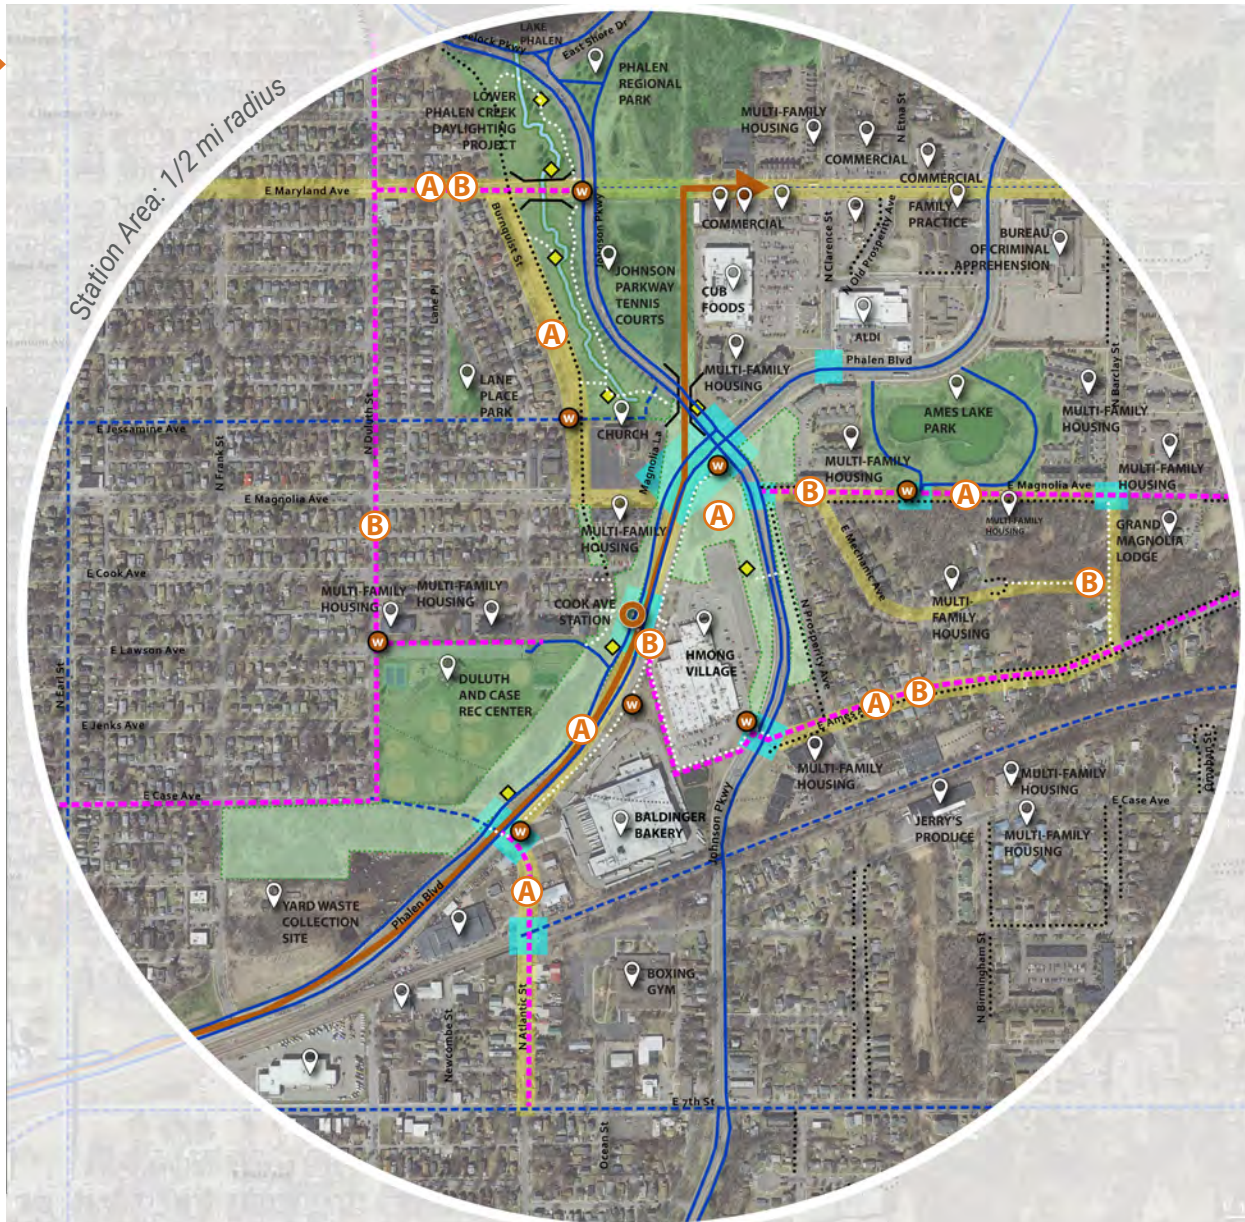 Station Area: 1/2 mi radius
LAKE
PHALEN
East Shore Dr
PHALEN
REGIONAL
PARK
LOWER
PHALEN CREEK
DAYLIGHTING
PROJECT
MULTI-FAMILY
HOUSING
N Etna St
COMMERCIAL
COMMERCIAL
E Maryland Ave
A
B
W
Burnquist St
Johnson Pkwy
COMMERCIAL
FAMILY
PRACTICE
N Clarence St
N Old Prosperity Ave
BUREAU
OF CRIMINAL
APPREHENSION
JOHNSON
PARKWAY
TENNIS
COURTS
CUB
FOODS
Lane Pl
A
ALDI
Phalen Blvd
N Barclay St
MULTI-FAMILY
HOUSING
LANE
PLACE
PARK
N Duluth St
AMES LAKE
PARK
MULTI-FAMILY
HOUSING
E Jessamine Ave
W
CHURCH
N Frank St
Magnolia La
W
MULTI-FAMILY
HOUSING
MULTI-FAMILY
HOUSING
E Magnolia Ave
B
W
A
E Magnolia Ave
B
MULTI-FAMILY
HOUSING
A
MULTI-FAMILY
HOUSING
GRAND
MAGNOLIA
LODGE
E Mechanic Ave
E Cook Ave
MULTI-FAMILY
HOUSING
MULTI-FAMILY
HOUSING
COOK AVE
STATION
B
MULTI-
FAMILY
HOUSING
N Prosperity Ave
W
B
E Lawson Ave
HMONG
VILLAGE
N Earl St
DULUTH
AND CASE
REC CENTER
W
A
B
E Ames
E Jenks Ave
A
W
MULTI-FAMILY
HOUSING
MULTI-FAMILY
HOUSING
E Case Ave
JERRY'S
PRODUCE
E Case Ave
W
BALDINGER
BAKERY
Johnson Pkwy
MULTI-FAMILY
HOUSING
A
YARD WASTE
COLLECTION
SITE
Phalen Blvd
BOXING
GYM
N Birmingham St
Newcombe St
N Atlantic St
A
E 7th St
Ocean St